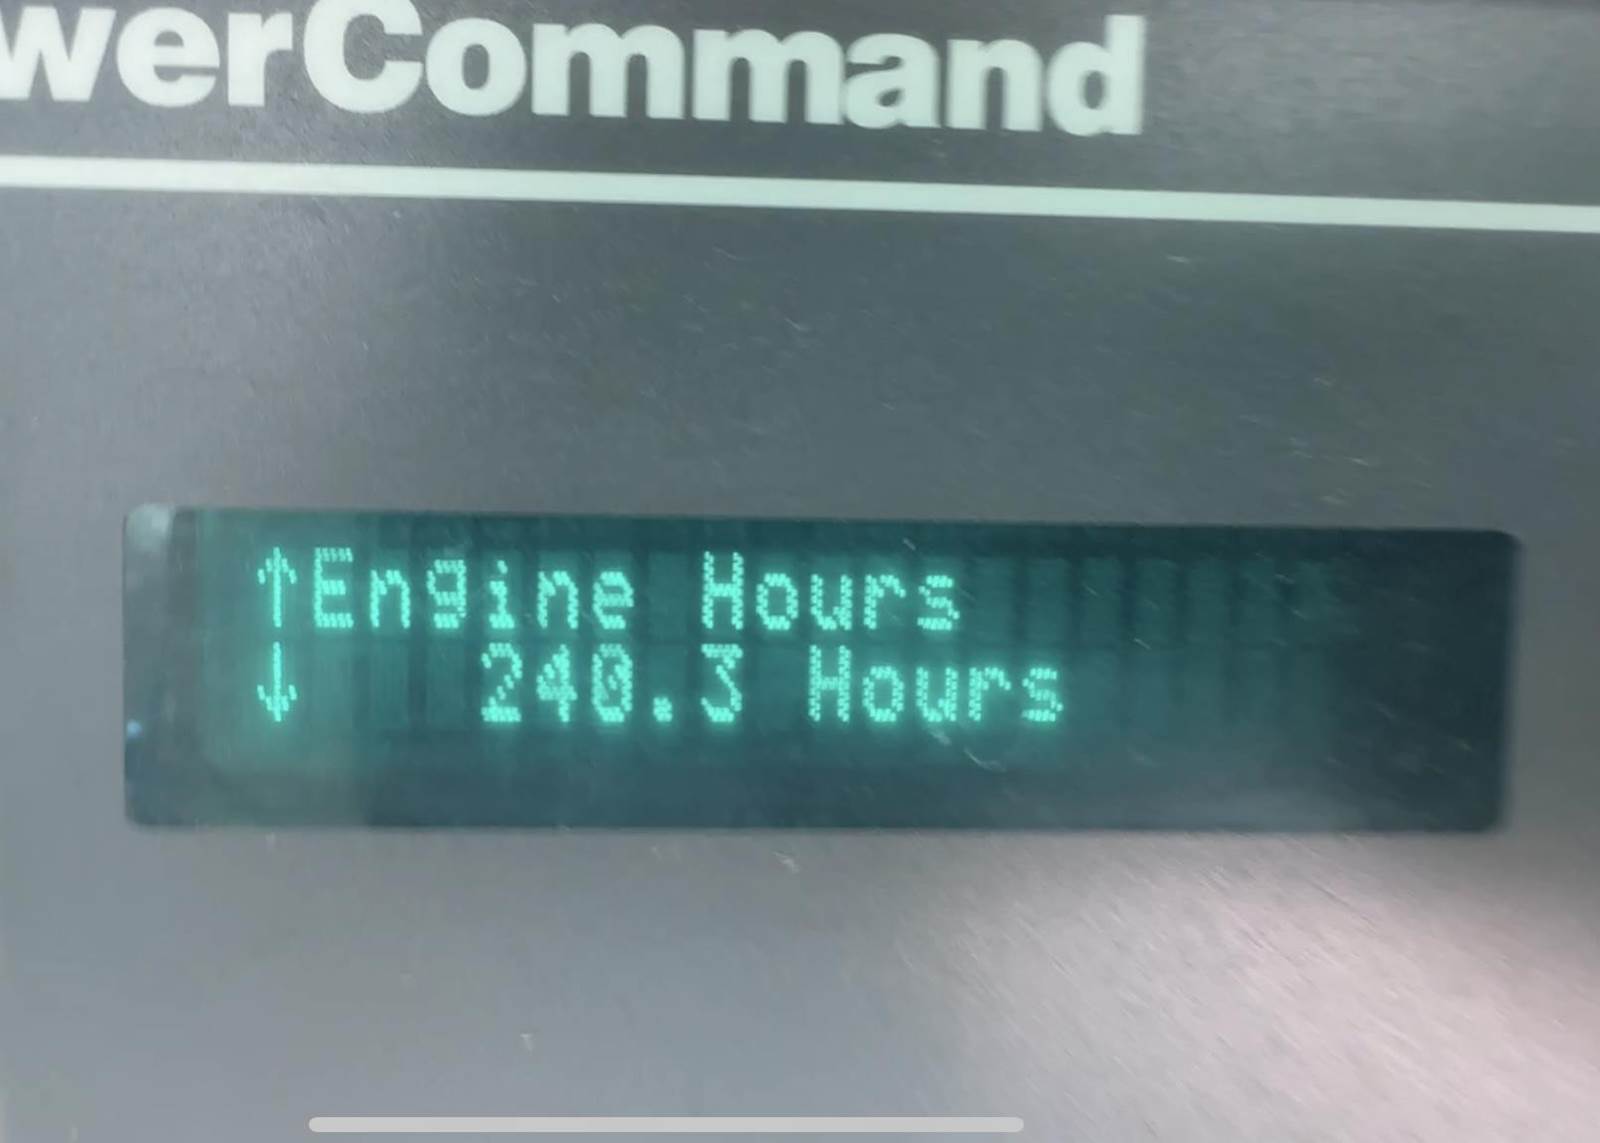 werCommand
↑Engine Hours
↓ 240.3 Hours